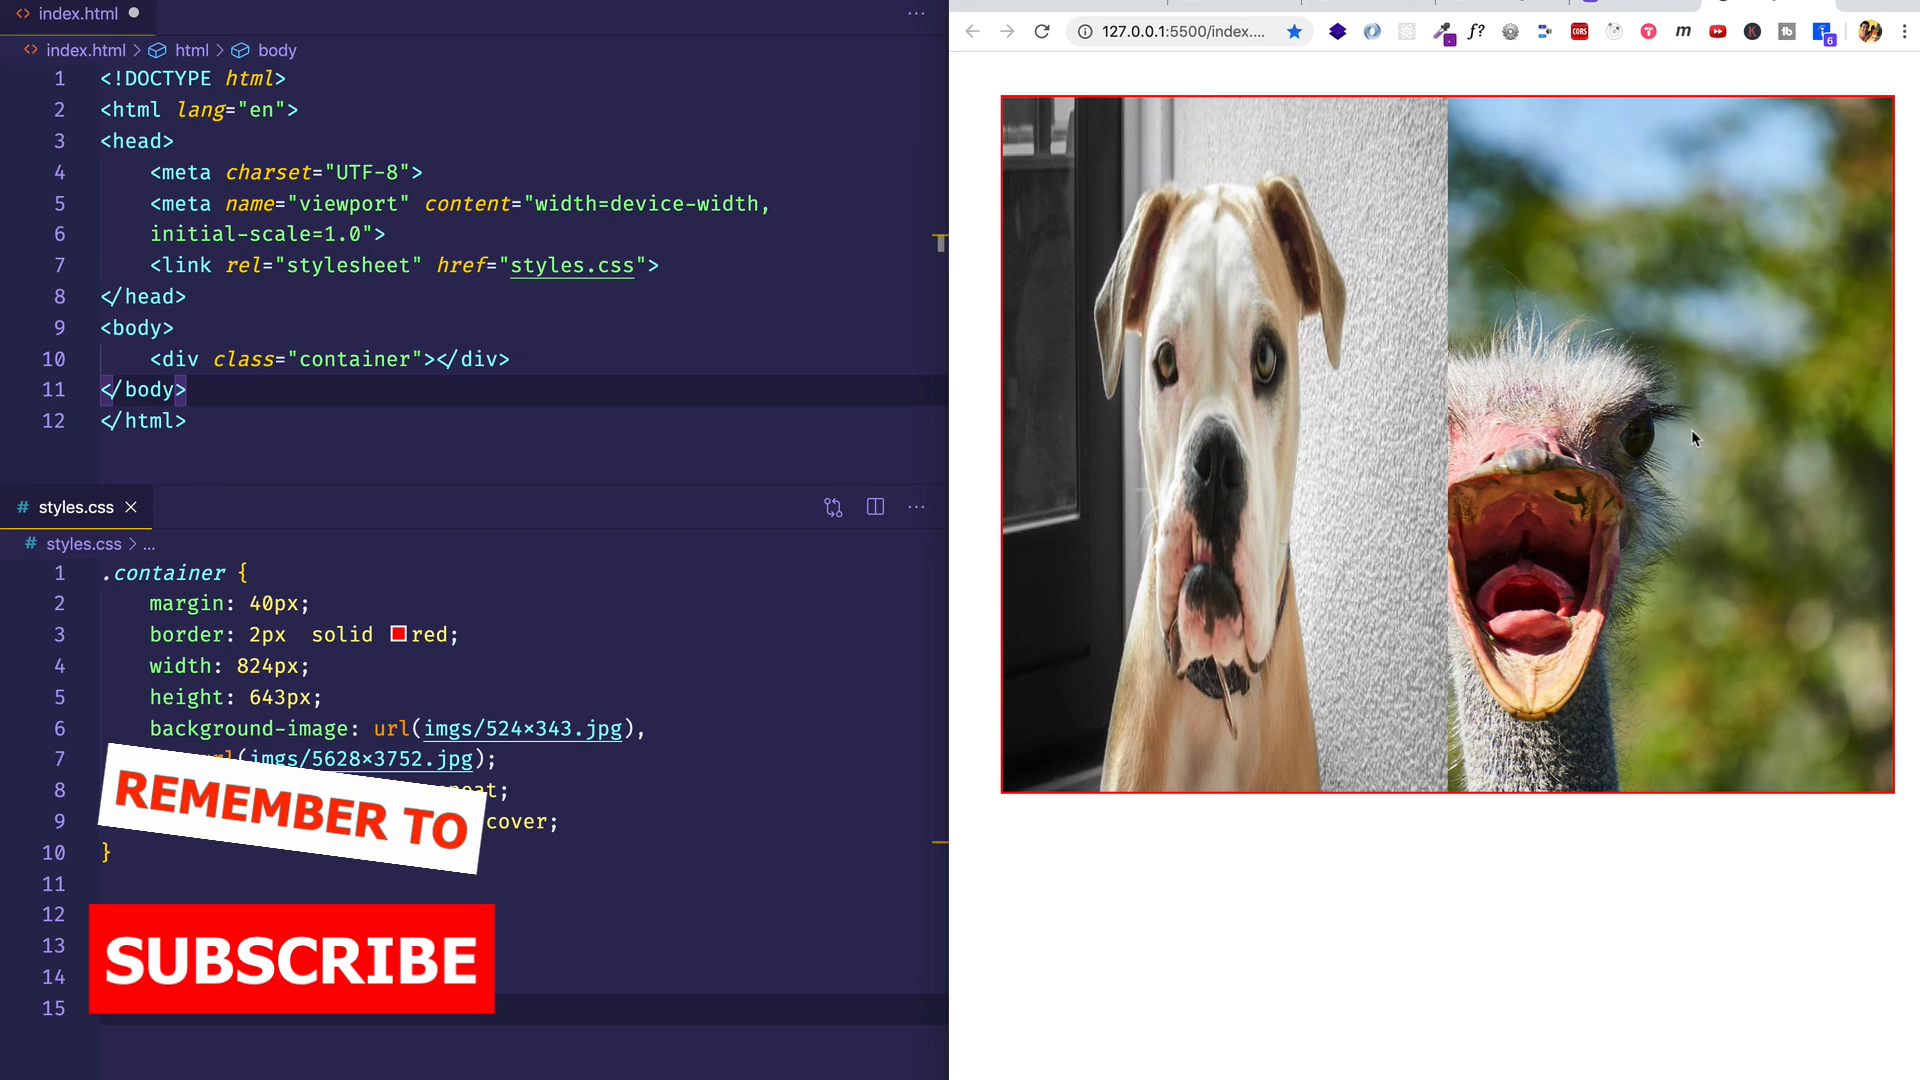 index.html
index.html > html > body
1 <!DOCTYPE html>
2 <html lang="en">
3 <head>
4 <meta charset="UTF-8">
5 <meta name="viewport" content="width=device-width,
6 initial-scale=1.0">
7 <link rel="stylesheet" href="styles.css">
8 </head>
9 <body>
10 <div class="container"></div>
11 </body>
12 </html>
# styles.css
# styles.css > ...
1 .container {
2 margin: 40px;
3 border: 2px solid red;
4 width: 824px;
5 height: 643px;
6 background-image: url(imgs/524×343.jpg),
7 url(imgs/5628×3752.jpg);
8
9 cover;
10 }
11
12
13
14
15
REMEMBER TO
SUBSCRIBE
127.0.0.1:5500/index....
f?
CORS
T
m
K
tb
6